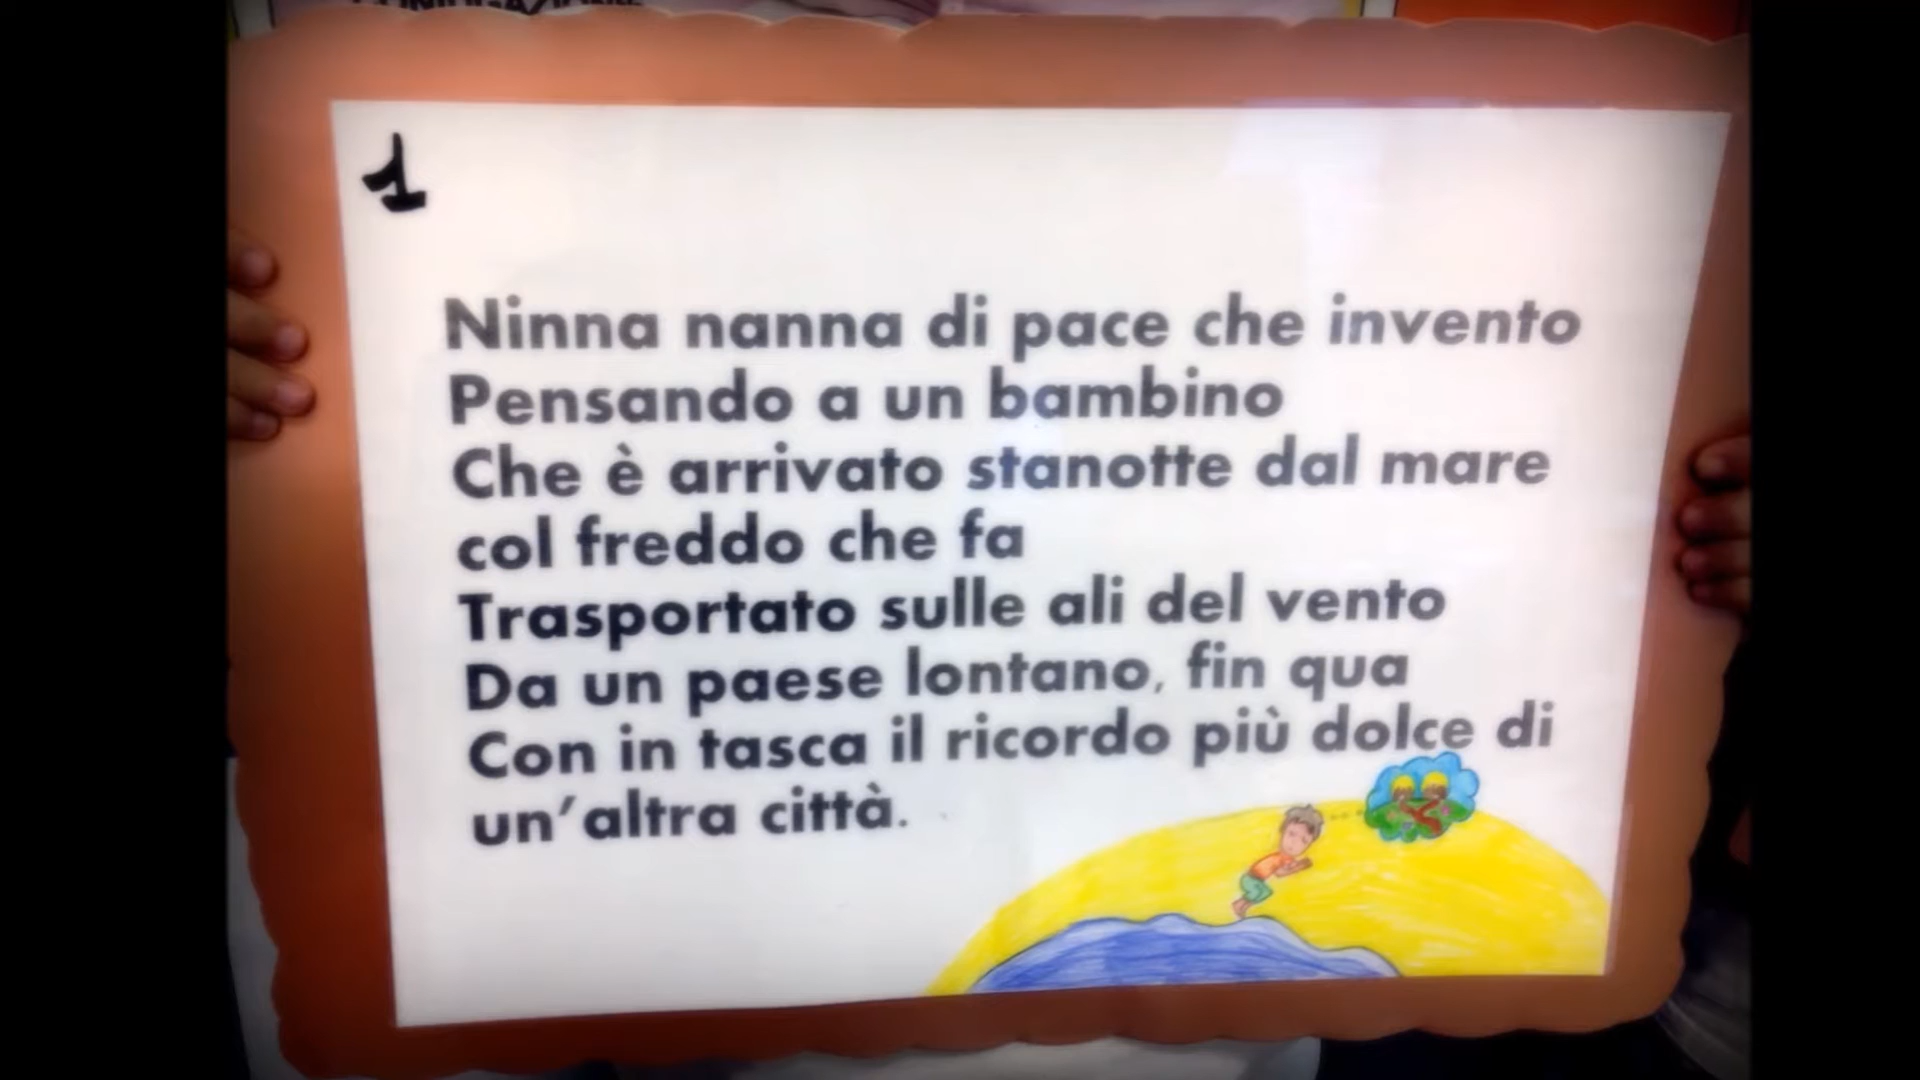 1
Ninna nanna di pace che invento
Pensando a un bambino
Che è arrivato stanotte dal mare
col freddo che fa
Trasportato sulle ali del vento
Da un paese lontano, fin qua
Con in tasca il ricordo più dolce di
un'altra città.